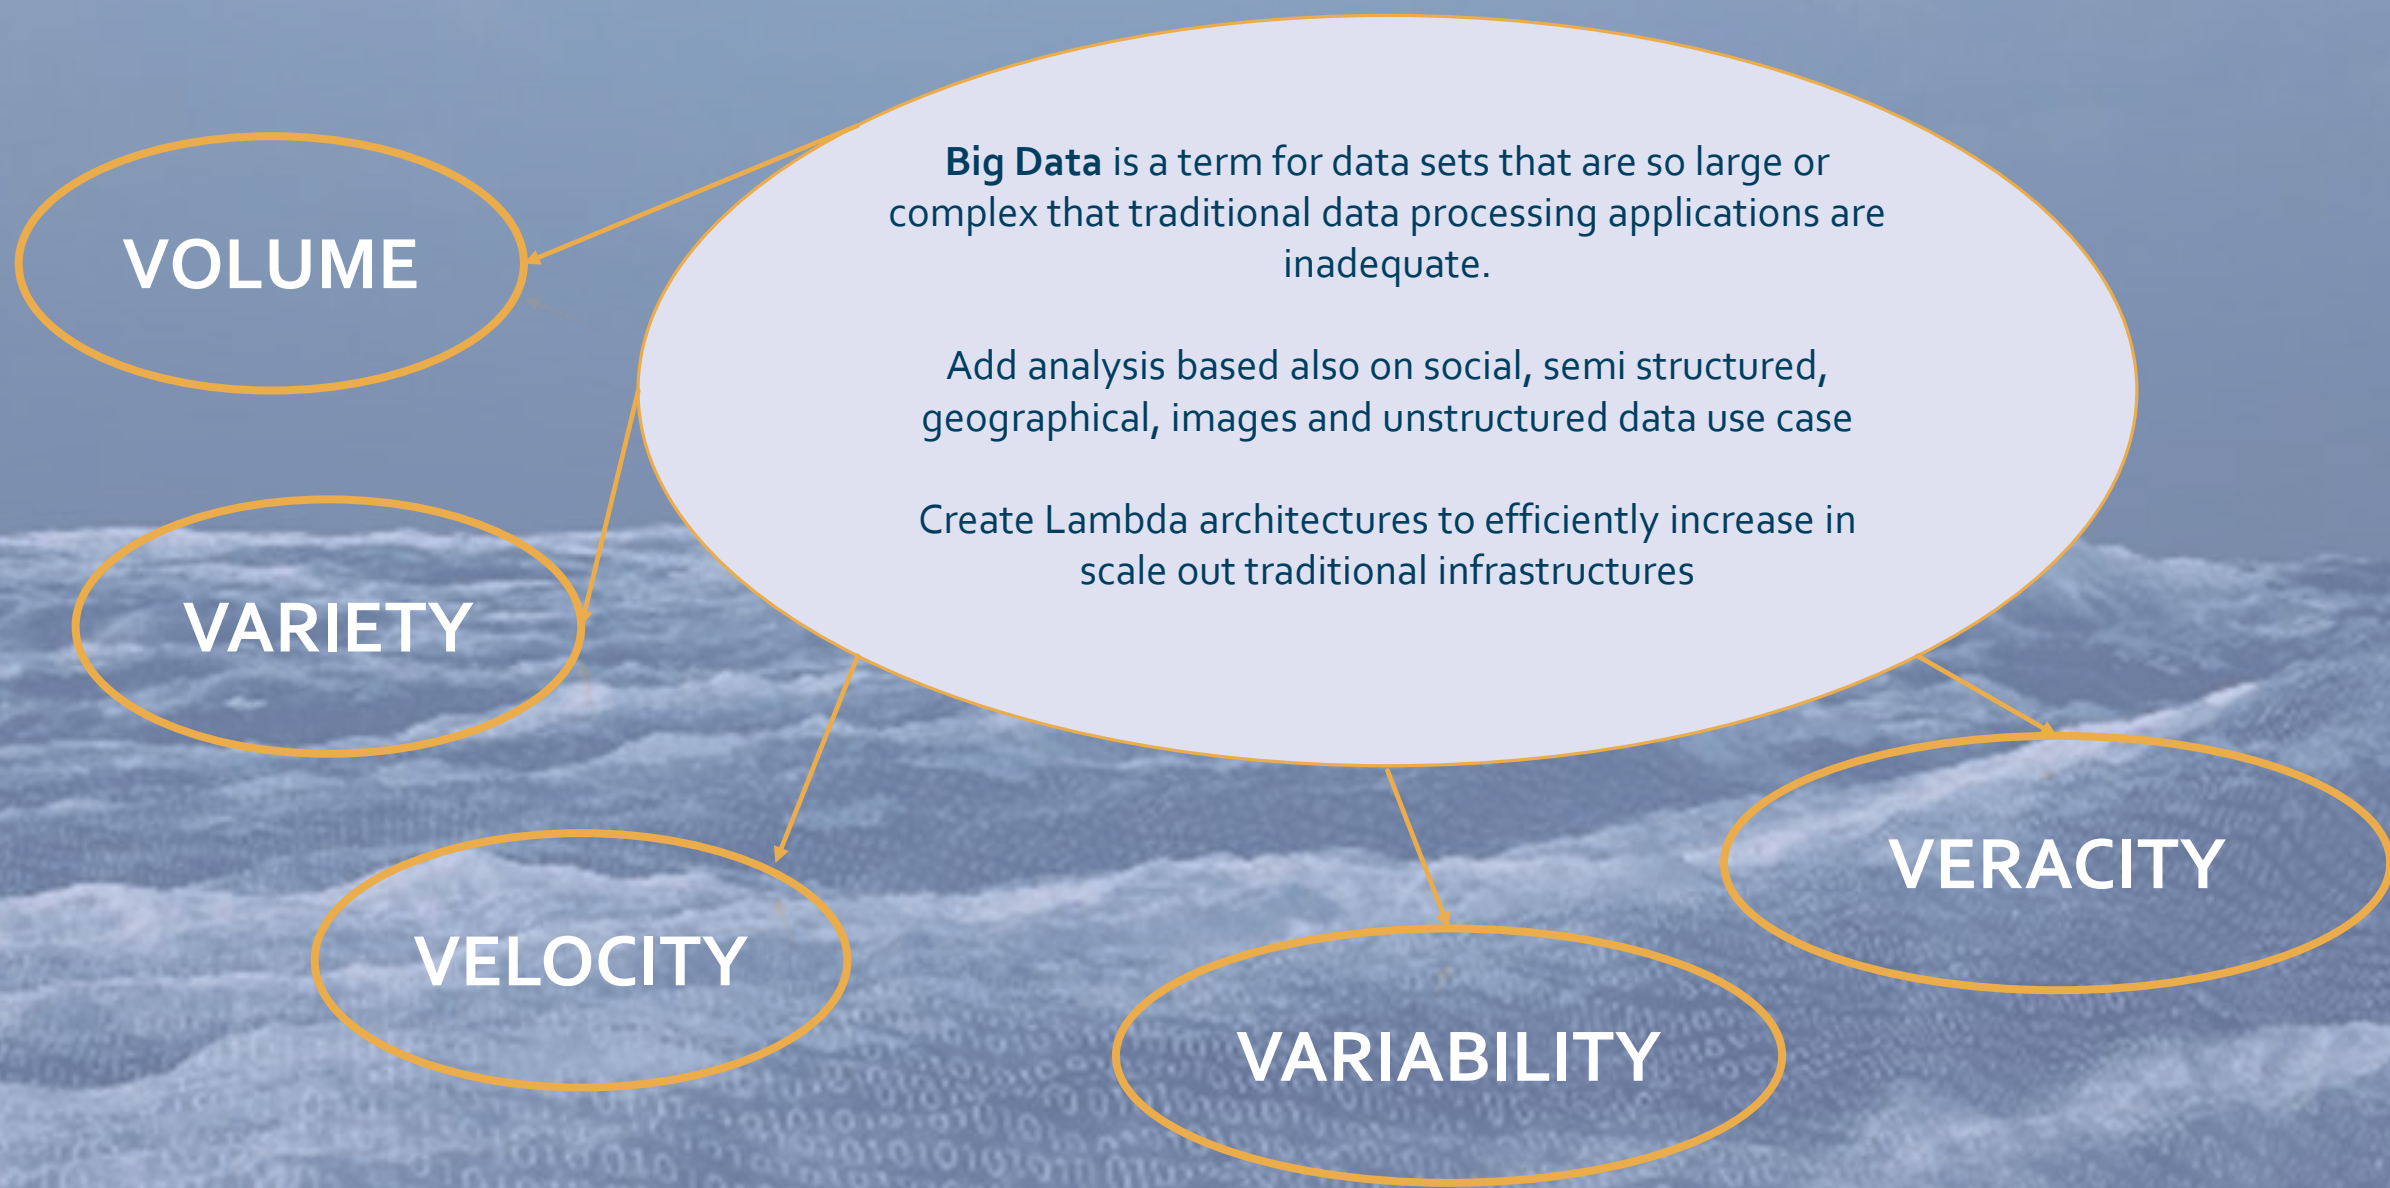 Big Data is a term for data sets that are so large or
complex that traditional data processing applications are
inadequate.
Add analysis based also on social, semi structured,
geographical, images and unstructured data use case
Create Lambda architectures to efficiently increase in
scale out traditional infrastructures
VOLUME
VARIETY
VELOCITY
VARIABILITY
VERACITY